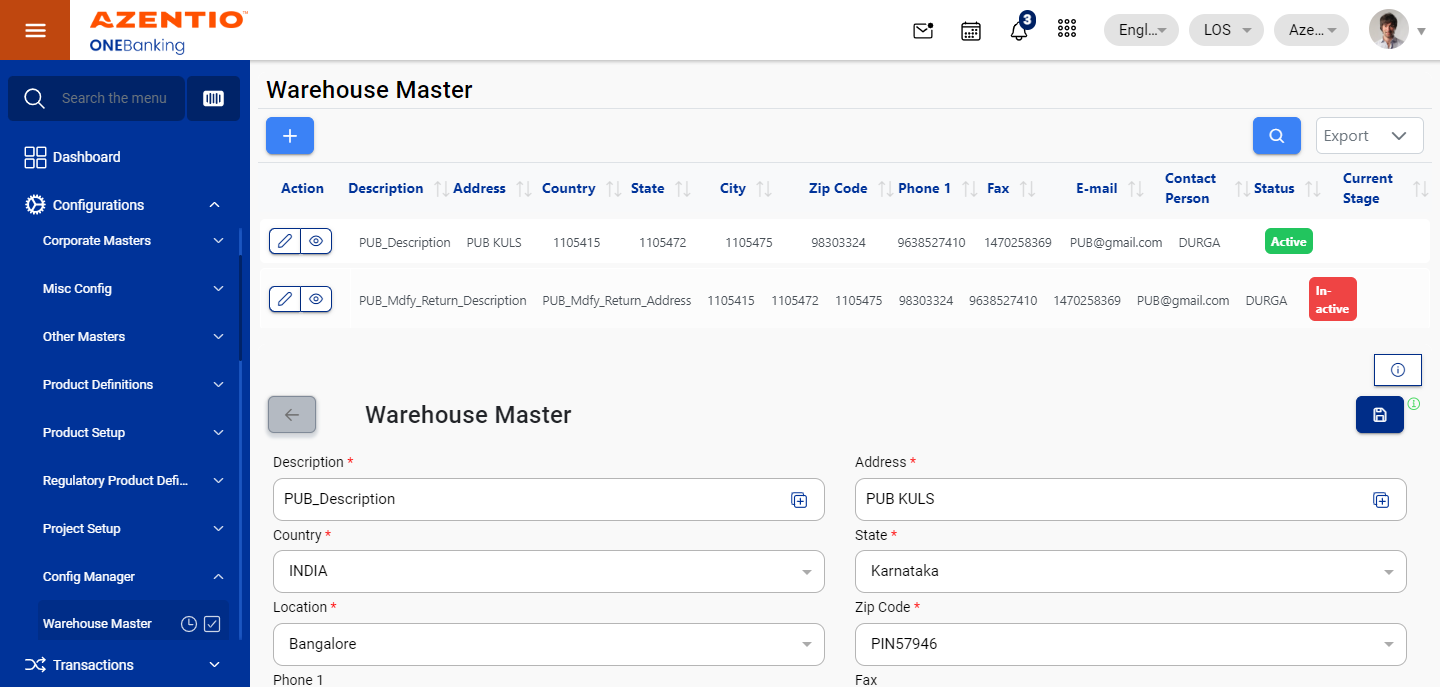 AZENTIO™
ONEBanking
3
Engl...
LOS
Aze...
Search the menu
Dashboard
Configurations
Corporate Masters
Misc Config
Other Masters
Product Definitions
Product Setup
Regulatory Product Defi...
Project Setup
Config Manager
Warehouse Master
Transactions
Warehouse Master
Export
Action Description Address Country State City Zip Code Phone 1 Fax E-mail Contact Person Status Current Stage
PUB_Description PUB KULS 1105415 1105472 1105475 98303324 9638527410 1470258369 PUB@gmail.com DURGA Active
PUB_Mdfy_Return_Description PUB_Mdfy_Return_Address 1105415 1105472 1105475 98303324 9638527410 1470258369 PUB@gmail.com DURGA In-active
Warehouse Master
Description * Address *
PUB_Description PUB KULS
Country * State *
INDIA Karnataka
Location * Zip Code *
Bangalore PIN57946
Phone 1 Fax